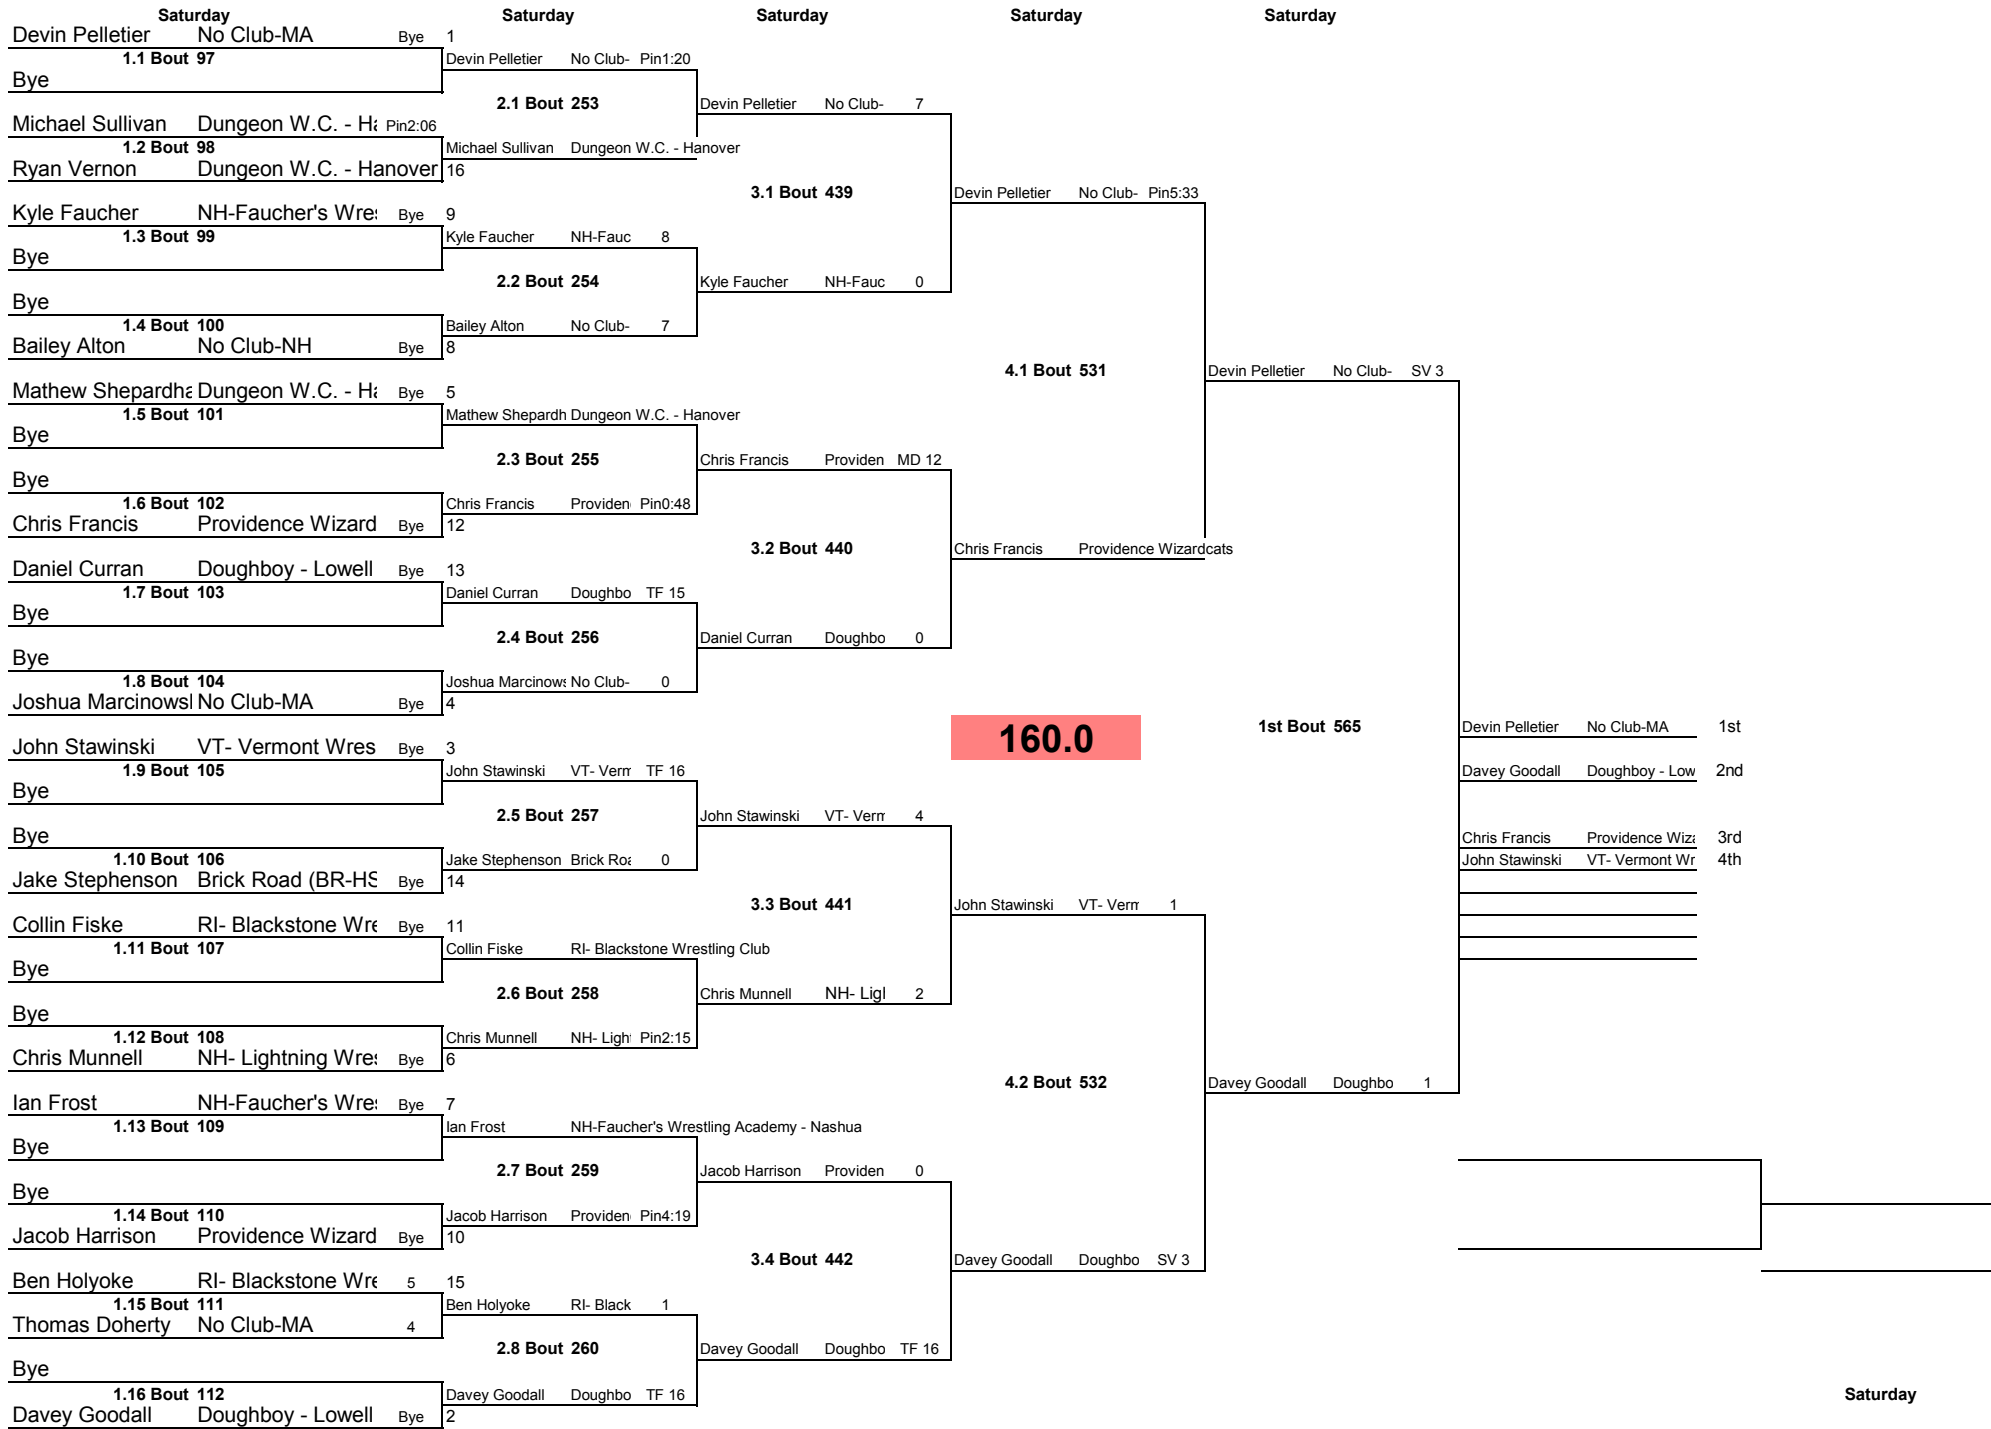 Saturday Saturday Saturday Saturday Saturday
Devin Pelletier No Club-MA Bye 1
1.1 Bout 97 Devin Pelletier No Club- Pin1:20
Bye
2.1 Bout 253 Devin Pelletier No Club- 7
Michael Sullivan Dungeon W.C. - Ha Pin2:06
1.2 Bout 98 Michael Sullivan Dungeon W.C. - Hanover
Ryan Vernon Dungeon W.C. - Hanover 16
3.1 Bout 439 Devin Pelletier No Club- Pin5:33
Kyle Faucher NH-Faucher's Wres Bye 9
1.3 Bout 99 Kyle Faucher NH-Fauc 8
Bye
2.2 Bout 254 Kyle Faucher NH-Fauc 0
Bye
1.4 Bout 100 Bailey Alton No Club- 7
Bailey Alton No Club-NH Bye 8
4.1 Bout 531 Devin Pelletier No Club- SV 3
Mathew Shepardha Dungeon W.C. - Ha Bye 5
1.5 Bout 101 Mathew Shepardh Dungeon W.C. - Hanover
Bye
2.3 Bout 255 Chris Francis Providen MD 12
Bye
1.6 Bout 102 Chris Francis Providen Pin0:48
Chris Francis Providence Wizard Bye 12
3.2 Bout 440 Chris Francis Providence Wizardcats
Daniel Curran Doughboy - Lowell Bye 13
1.7 Bout 103 Daniel Curran Doughbo TF 15
Bye
2.4 Bout 256 Daniel Curran Doughbo 0
Bye
1.8 Bout 104 Joshua Marcinows No Club- 0
Joshua Marcinowsl No Club-MA Bye 4
160.0 1st Bout 565 Devin Pelletier No Club-MA 1st
John Stawinski VT- Vermont Wres Bye 3
1.9 Bout 105 John Stawinski VT- Verm TF 16 Davey Goodall Doughboy - Low 2nd
Bye
2.5 Bout 257 John Stawinski VT- Verm 4
Bye Chris Francis Providence Wiza 3rd
1.10 Bout 106 Jake Stephenson Brick Roa 0 John Stawinski VT- Vermont Wr 4th
Jake Stephenson Brick Road (BR-HS Bye 14
3.3 Bout 441 John Stawinski VT- Verm 1
Collin Fiske RI- Blackstone Wre Bye 11
1.11 Bout 107 Collin Fiske RI- Blackstone Wrestling Club
Bye
2.6 Bout 258 Chris Munnell NH- Ligl 2
Bye
1.12 Bout 108 Chris Munnell NH- Light Pin2:15
Chris Munnell NH- Lightning Wres Bye 6
4.2 Bout 532 Davey Goodall Doughbo 1
Ian Frost NH-Faucher's Wres Bye 7
1.13 Bout 109 Ian Frost NH-Faucher's Wrestling Academy - Nashua
Bye
2.7 Bout 259 Jacob Harrison Providen 0
Bye
1.14 Bout 110 Jacob Harrison Providen Pin4:19
Jacob Harrison Providence Wizard Bye 10
3.4 Bout 442 Davey Goodall Doughbo SV 3
Ben Holyoke RI- Blackstone Wre 5 15
1.15 Bout 111 Ben Holyoke RI- Black 1
Thomas Doherty No Club-MA 4
2.8 Bout 260 Davey Goodall Doughbo TF 16
Bye
1.16 Bout 112 Davey Goodall Doughbo TF 16 Saturday
Davey Goodall Doughboy - Lowell Bye 2